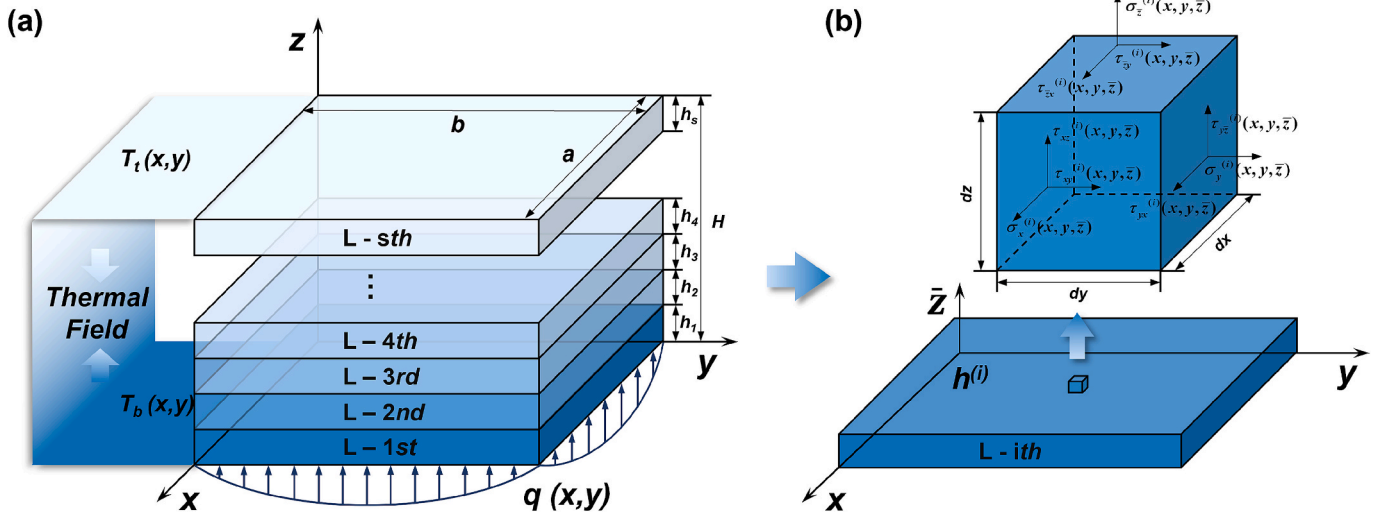 (a)
z
b
a
h_s
H
T_t(x,y)
L - sth
h_4
h_3
h_2
h_1
⋮
Thermal
Field
L – 4th
L – 3rd
L – 2nd
L – 1st
T_b(x,y)
y
x
q (x,y)
(b)
σ_z̄^(i)(x,y,z̄)
τ_z̄y^(i)(x,y,z̄)
τ_z̄x^(i)(x,y,z̄)
τ_xz̄^(i)(x,y,z̄)
τ_yz̄^(i)(x,y,z̄)
τ_xy^(i)(x,y,z̄)
σ_y^(i)(x,y,z̄)
τ_yx^(i)(x,y,z̄)
σ_x^(i)(x,y,z̄)
dz
dx
dy
z̄
h^(i)
y
L - ith
x